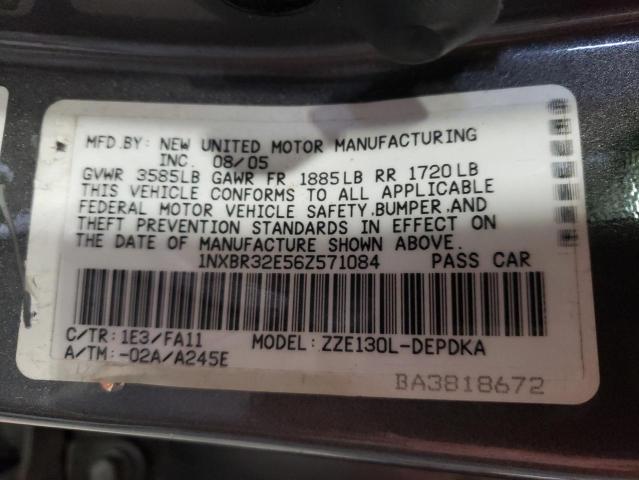 MFD.BY: NEW UNITED MOTOR MANUFACTURING
INC. 08/05
GVWR 3585LB GAWR FR 1885LB RR 1720LB
THIS VEHICLE CONFORMS TO ALL APPLICABLE
FEDERAL MOTOR VEHICLE SAFETY,BUMPER,AND
THEFT PREVENTION STANDARDS IN EFFECT ON
THE DATE OF MANUFACTURE SHOWN ABOVE.
1NXBR32E56Z571084 PASS CAR
C/TR: 1E3/FA11 MODEL: ZZE130L-DEPDKA
A/TM: -02A/A245E
BA3818672